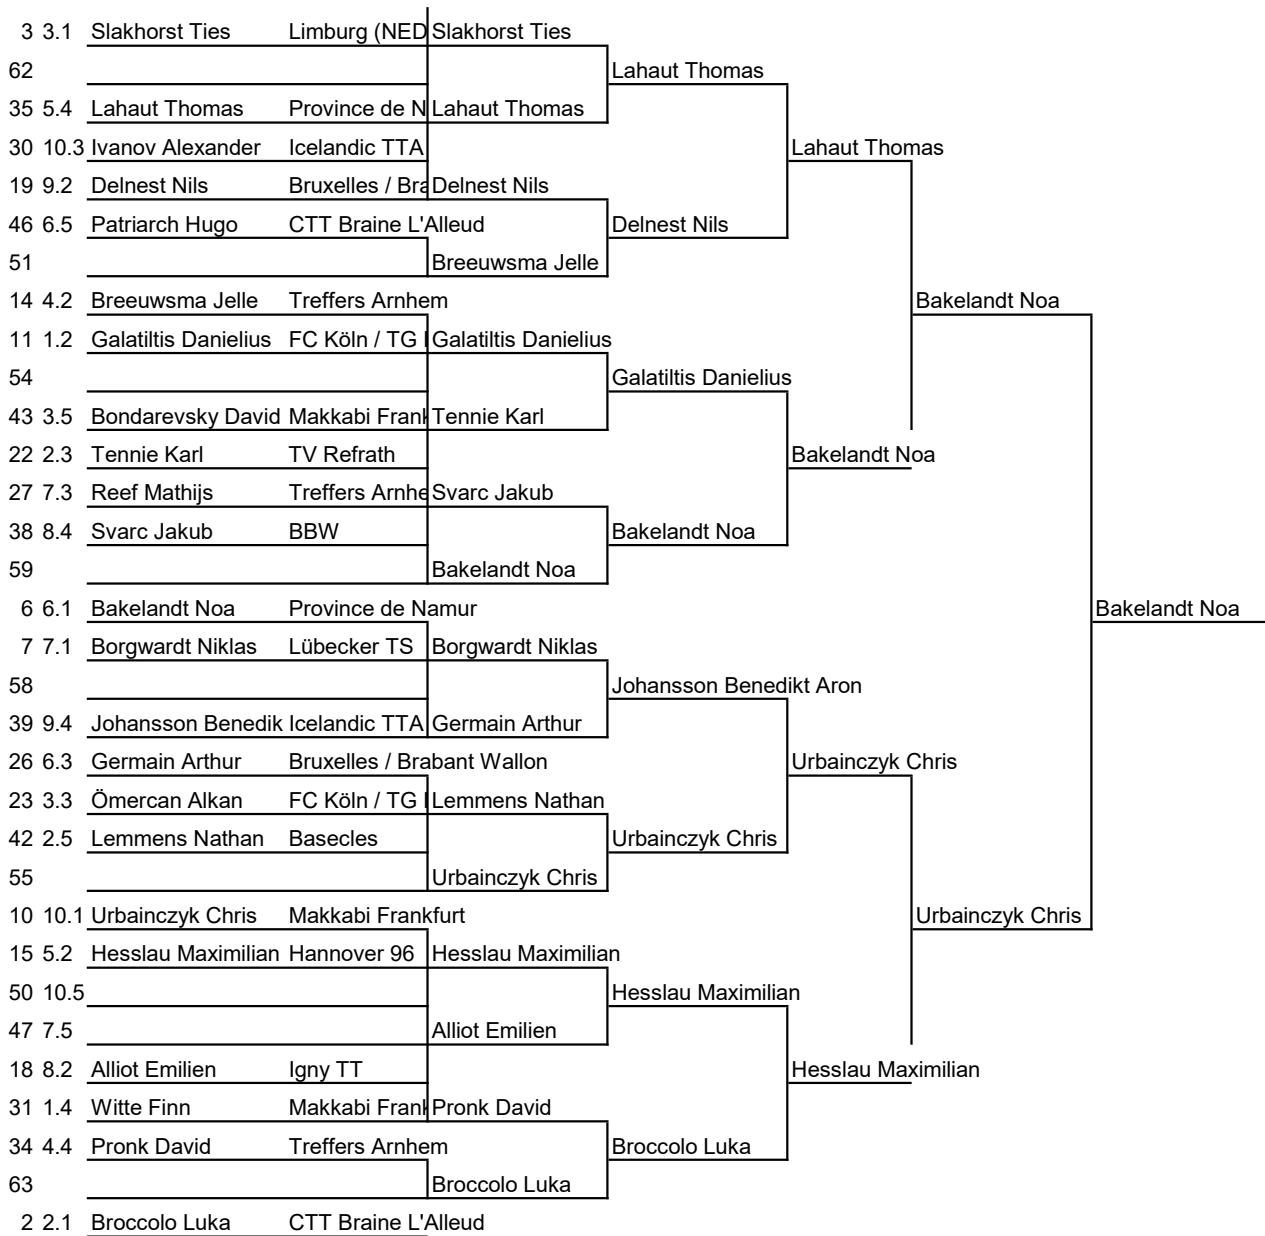 3 3.1 Slakhorst Ties Limburg (NED Slakhorst Ties
62 Lahaut Thomas
35 5.4 Lahaut Thomas Province de N Lahaut Thomas
30 10.3 Ivanov Alexander Icelandic TTA Lahaut Thomas
19 9.2 Delnest Nils Bruxelles / Bra Delnest Nils
46 6.5 Patriarch Hugo CTT Braine L'Alleud Delnest Nils
51 Breeuwsma Jelle
14 4.2 Breeuwsma Jelle Treffers Arnhem Bakelandt Noa
11 1.2 Galatiltis Danielius FC Köln / TG Galatiltis Danielius
54 Galatiltis Danielius
43 3.5 Bondarevsky David Makkabi Frank Tennie Karl
22 2.3 Tennie Karl TV Refrath Bakelandt Noa
27 7.3 Reef Mathijs Treffers Arnhe Svarc Jakub
38 8.4 Svarc Jakub BBW Bakelandt Noa
59 Bakelandt Noa
6 6.1 Bakelandt Noa Province de Namur Bakelandt Noa
7 7.1 Borgwardt Niklas Lübecker TS Borgwardt Niklas
58 Johansson Benedikt Aron
39 9.4 Johansson Benedik Icelandic TTA Germain Arthur
26 6.3 Germain Arthur Bruxelles / Brabant Wallon Urbainczyk Chris
23 3.3 Ömercan Alkan FC Köln / TG Lemmens Nathan
42 2.5 Lemmens Nathan Basecles Urbainczyk Chris
55 Urbainczyk Chris
10 10.1 Urbainczyk Chris Makkabi Frankfurt Urbainczyk Chris
15 5.2 Hesslau Maximilian Hannover 96 Hesslau Maximilian
50 10.5 Hesslau Maximilian
47 7.5 Alliot Emilien
18 8.2 Alliot Emilien Igny TT Hesslau Maximilian
31 1.4 Witte Finn Makkabi Frank Pronk David
34 4.4 Pronk David Treffers Arnhem Broccolo Luka
63 Broccolo Luka
2 2.1 Broccolo Luka CTT Braine L'Alleud